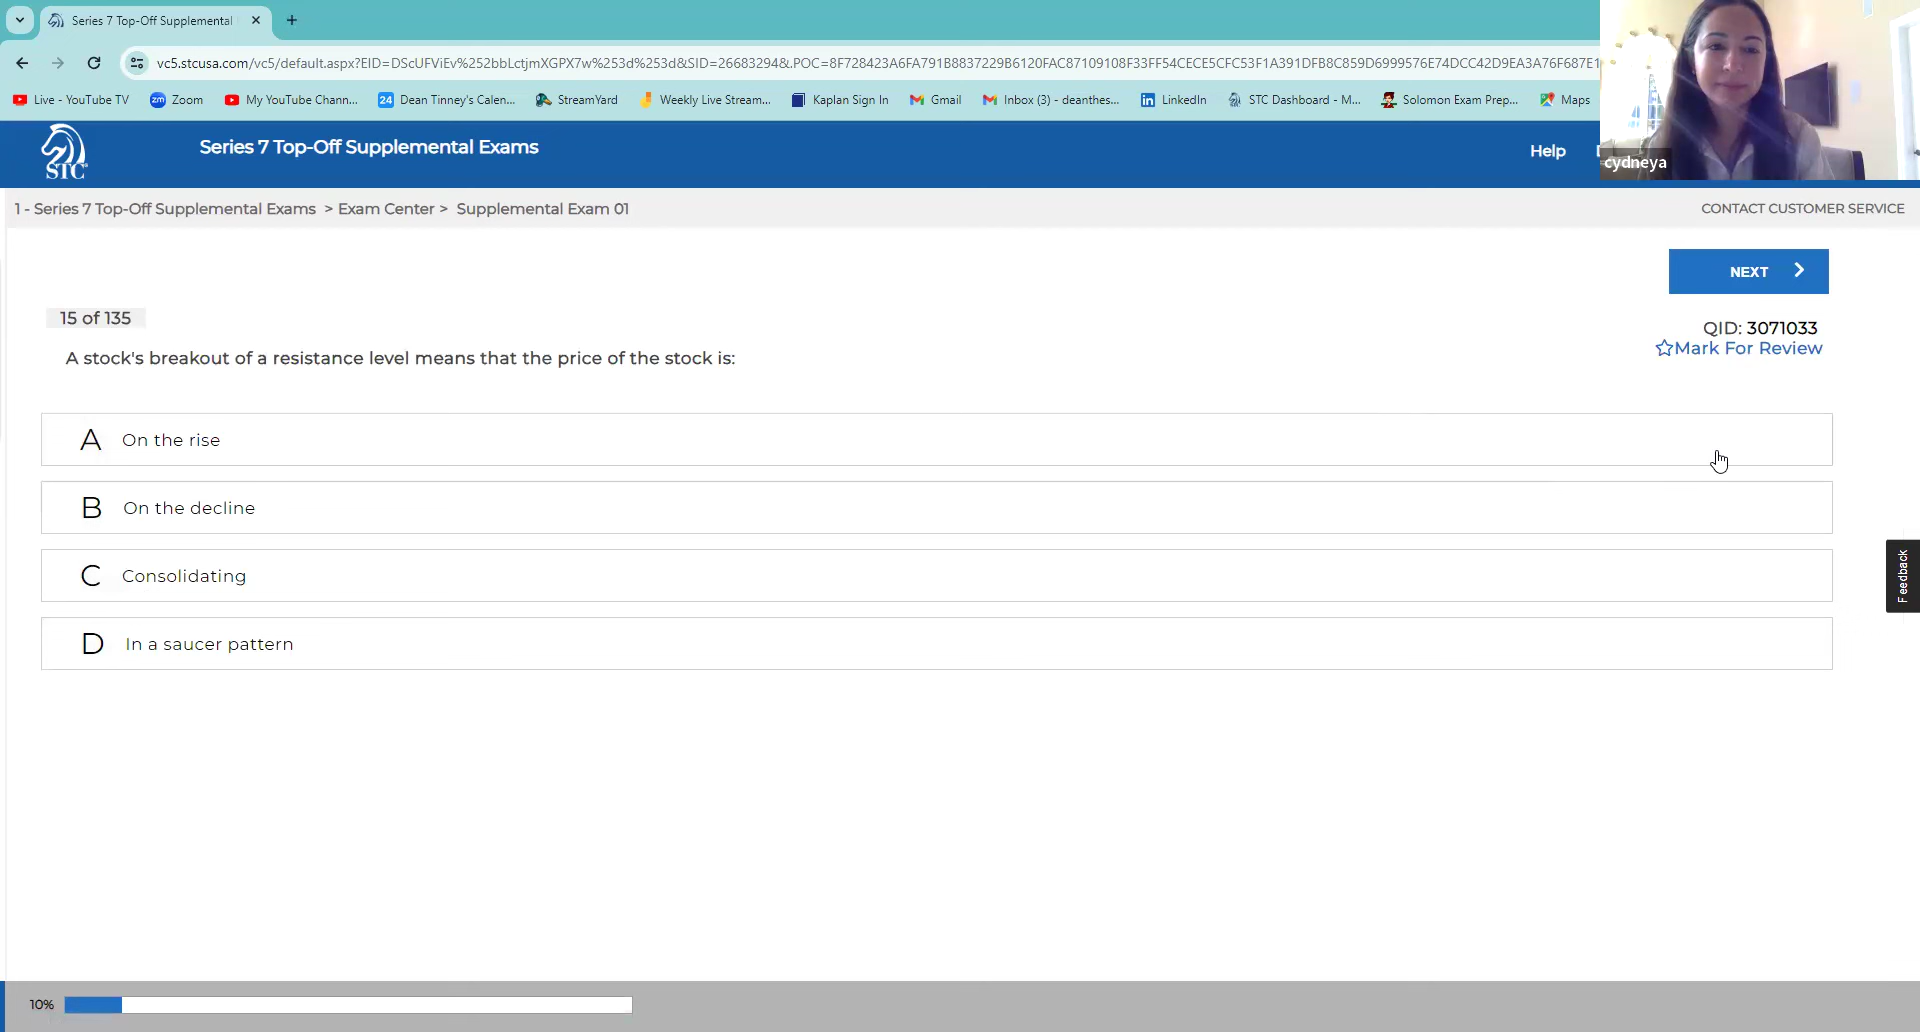 Series 7 Top-Off Supplemental
vc5.stcusa.com/vc5/default.aspx?EID=DScUFViEv%252bbLctjmXGPX7w%253d%253d&SID=26683294&.POC=8F728423A6FA791B8837229B6120FAC87109108F33FF54CECE5CFC53F1A391DFB8C859D6999576E74DCC42D9EA3A76F687E1
Live - YouTube TV
Zoom
My YouTube Chann...
24 Dean Tinney's Calen...
StreamYard
Weekly Live Stream...
Kaplan Sign In
Gmail
Inbox (3) - deanthes...
LinkedIn
STC Dashboard - M...
Solomon Exam Prep...
Maps
cydneya
STC
Series 7 Top-Off Supplemental Exams
Help
1 - Series 7 Top-Off Supplemental Exams > Exam Center > Supplemental Exam 01
CONTACT CUSTOMER SERVICE
NEXT
15 of 135
QID: 3071033
Mark For Review
A stock's breakout of a resistance level means that the price of the stock is:
A On the rise
B On the decline
C Consolidating
D In a saucer pattern
Feedback
10%